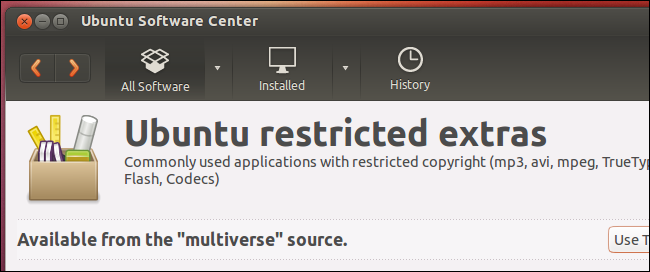 Ubuntu Software Center
All Software
Installed
History
Ubuntu restricted extras
Commonly used applications with restricted copyright (mp3, avi, mpeg, TrueTyp
Flash, Codecs)
Available from the "multiverse" source.
Use T